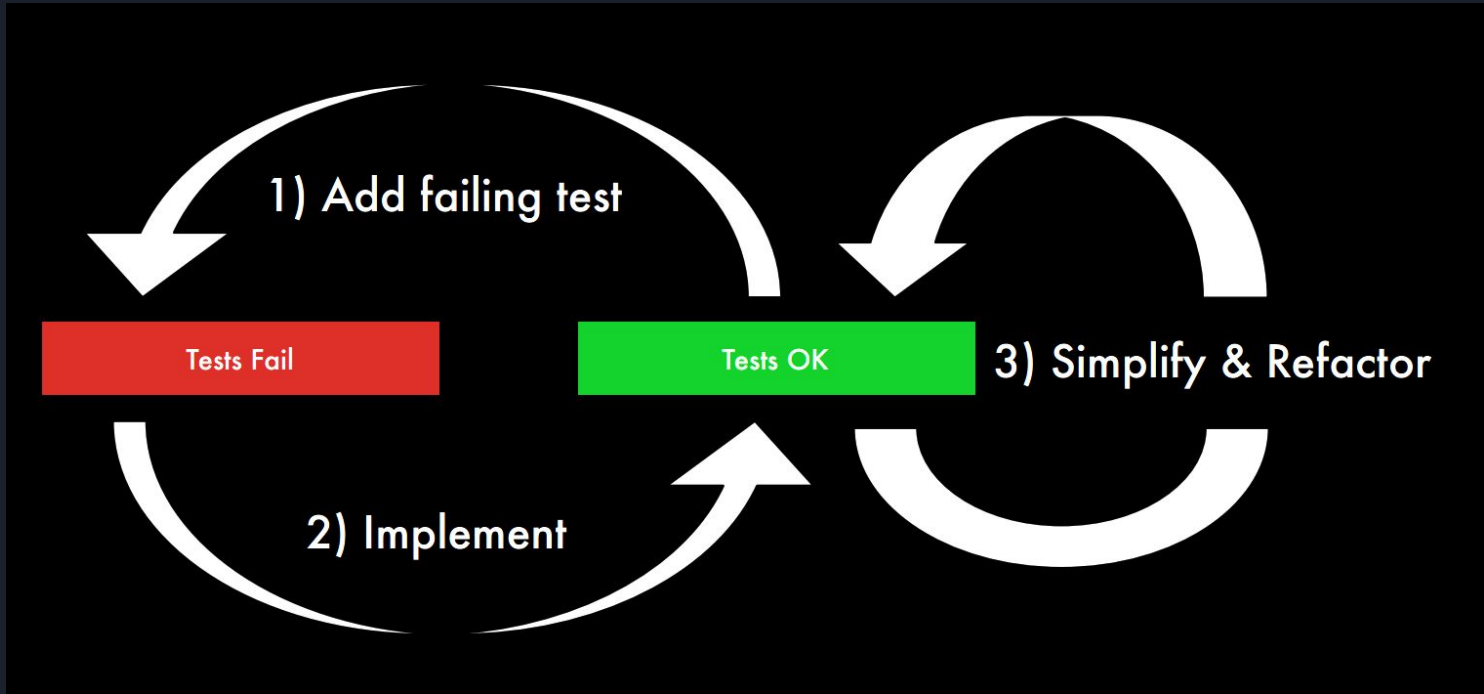 1) Add failing test
Tests Fail
Tests OK
3) Simplify & Refactor
2) Implement